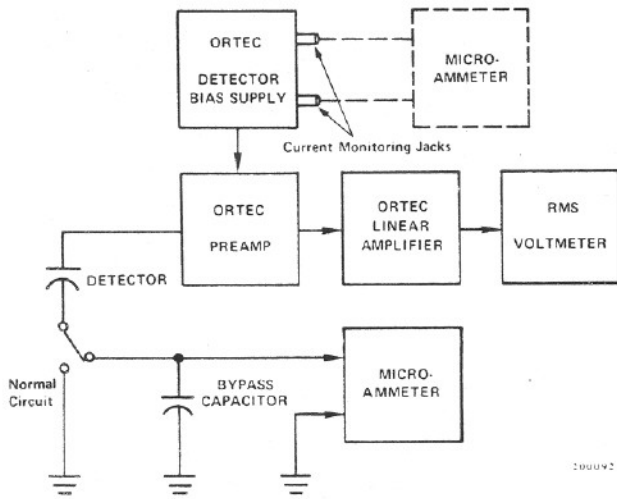 ORTEC
DETECTOR
BIAS SUPPLY
MICRO-
AMMETER
Current Monitoring Jacks
ORTEC
PREAMP
ORTEC
LINEAR
AMPLIFIER
RMS
VOLTMETER
DETECTOR
Normal
Circuit
BYPASS
CAPACITOR
MICRO-
AMMETER
200092